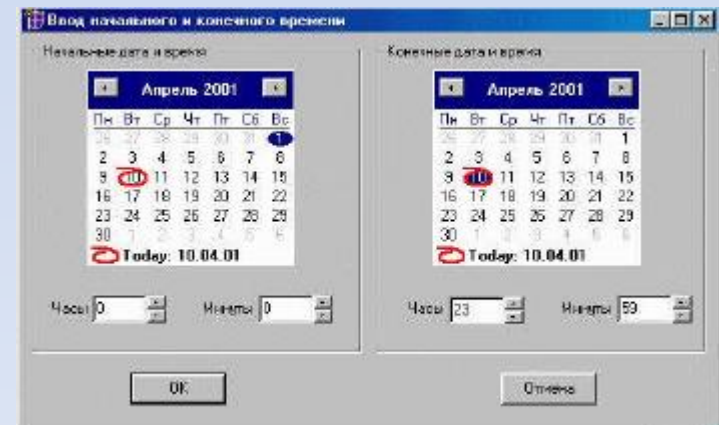 Ввод начального и конечного времени
Начальные дата и время
Апрель 2001
Пн Вт Ср Чт Пт Сб Вс
26 27 28 29 30 31 1
2 3 4 5 6 7 8
9 10 11 12 13 14 15
16 17 18 19 20 21 22
23 24 25 26 27 28 29
30 1 2 3 4 5 6
Today: 10.04.01
Часы 0 Минуты 0
Конечные дата и время
Апрель 2001
Пн Вт Ср Чт Пт Сб Вс
26 27 28 29 30 31 1
2 3 4 5 6 7 8
9 10 11 12 13 14 15
16 17 18 19 20 21 22
23 24 25 26 27 28 29
30 1 2 3 4 5 6
Today: 10.04.01
Часы 23 Минуты 59
OK
Отмена